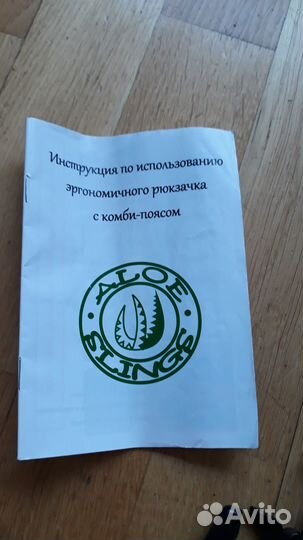 Инструкция по использованию
эргономичного рюкзачка
с комби-поясом
ALOE
SLINGS
Avito